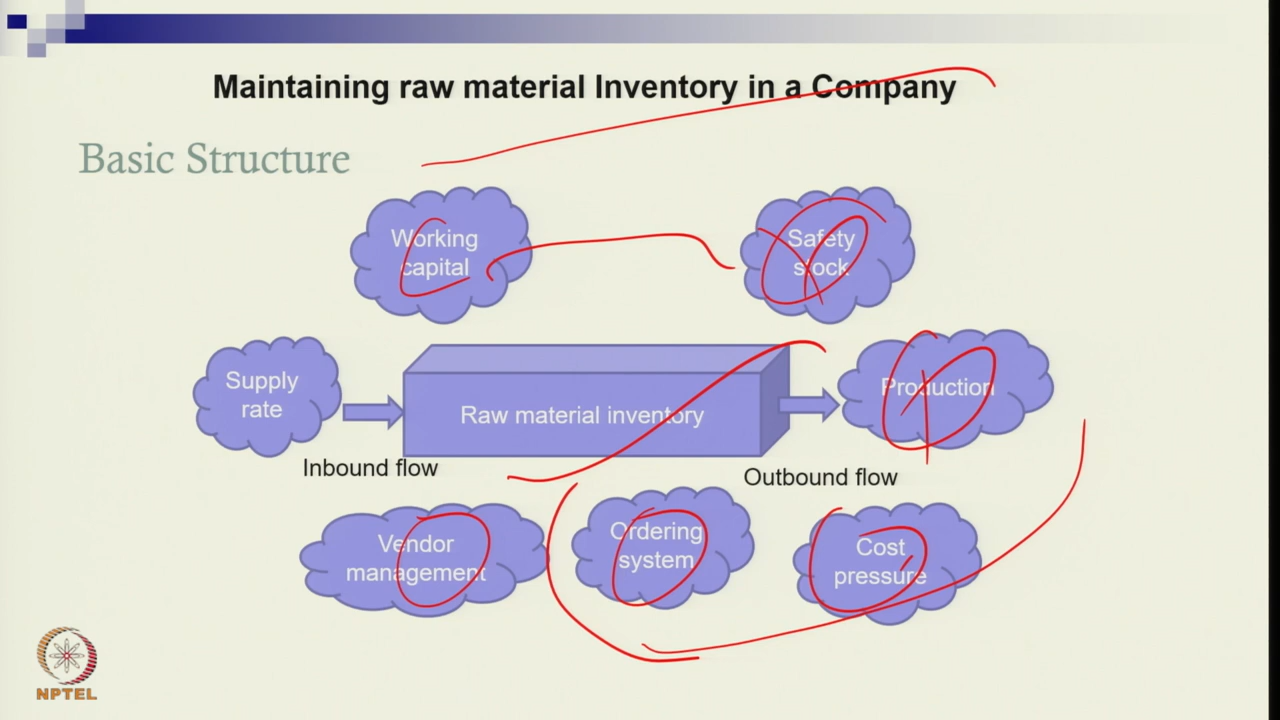 Maintaining raw material Inventory in a Company
Basic Structure
Working
capital
Safety
stock
Supply
rate
Raw material inventory
Production
Inbound flow
Outbound flow
Vendor
management
Ordering
system
Cost
pressure
NPTEL